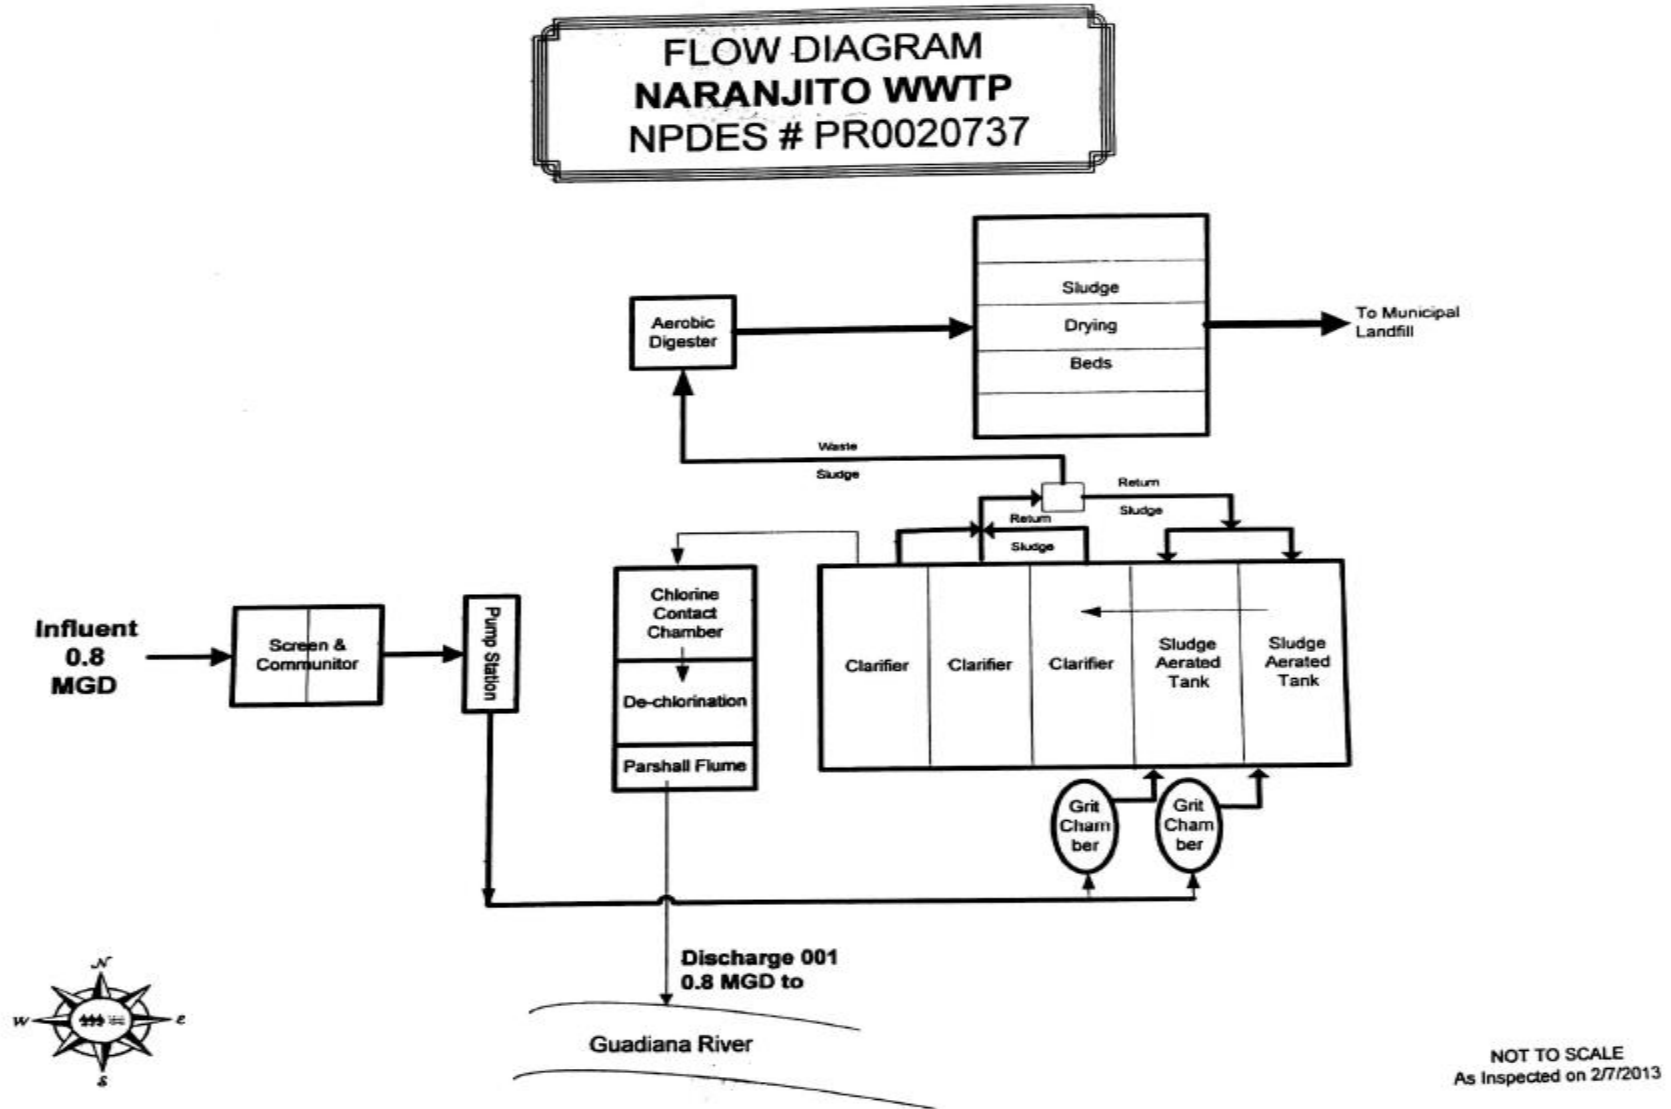 FLOW DIAGRAM
NARANJITO WWTP
NPDES # PR0020737
Aerobic
Digester
Sludge
Drying
Beds
To Municipal
Landfill
Waste
Sludge
Return
Sludge
Return
Sludge
Influent
0.8
MGD
Screen &
Communitor
Pump Station
Chlorine
Contact
Chamber
De-chlorination
Parshall Flume
Clarifier
Clarifier
Clarifier
Sludge
Aerated
Tank
Sludge
Aerated
Tank
Grit
Cham
ber
Grit
Cham
ber
Discharge 001
0.8 MGD to
Guadiana River
N
W
E
S
NOT TO SCALE
As Inspected on 2/7/2013